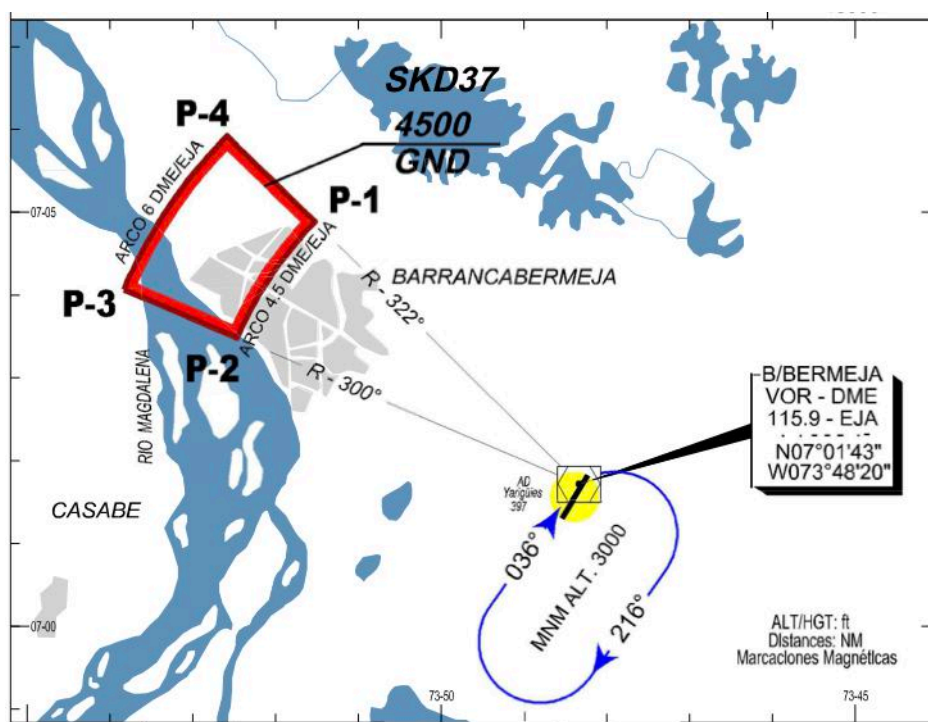 SKD37
4500
GND
P-4
P-1
ARCO 6 DME/EJA
07-05
BARRANCABERMEJA
R - 322°
P-3
ARCO 4.5 DME/EJA
P-2
R - 300°
RIO MAGDALENA
B/BERMEJA
VOR - DME
115.9 - EJA
N07°01'43"
W073°48'20"
AD
Yariguíes
397
CASABE
036°
MNM ALT. 3000
216°
07-00
ALT/HGT: ft
Distances: NM
Marcaciones Magnéticas
73-50
73-45